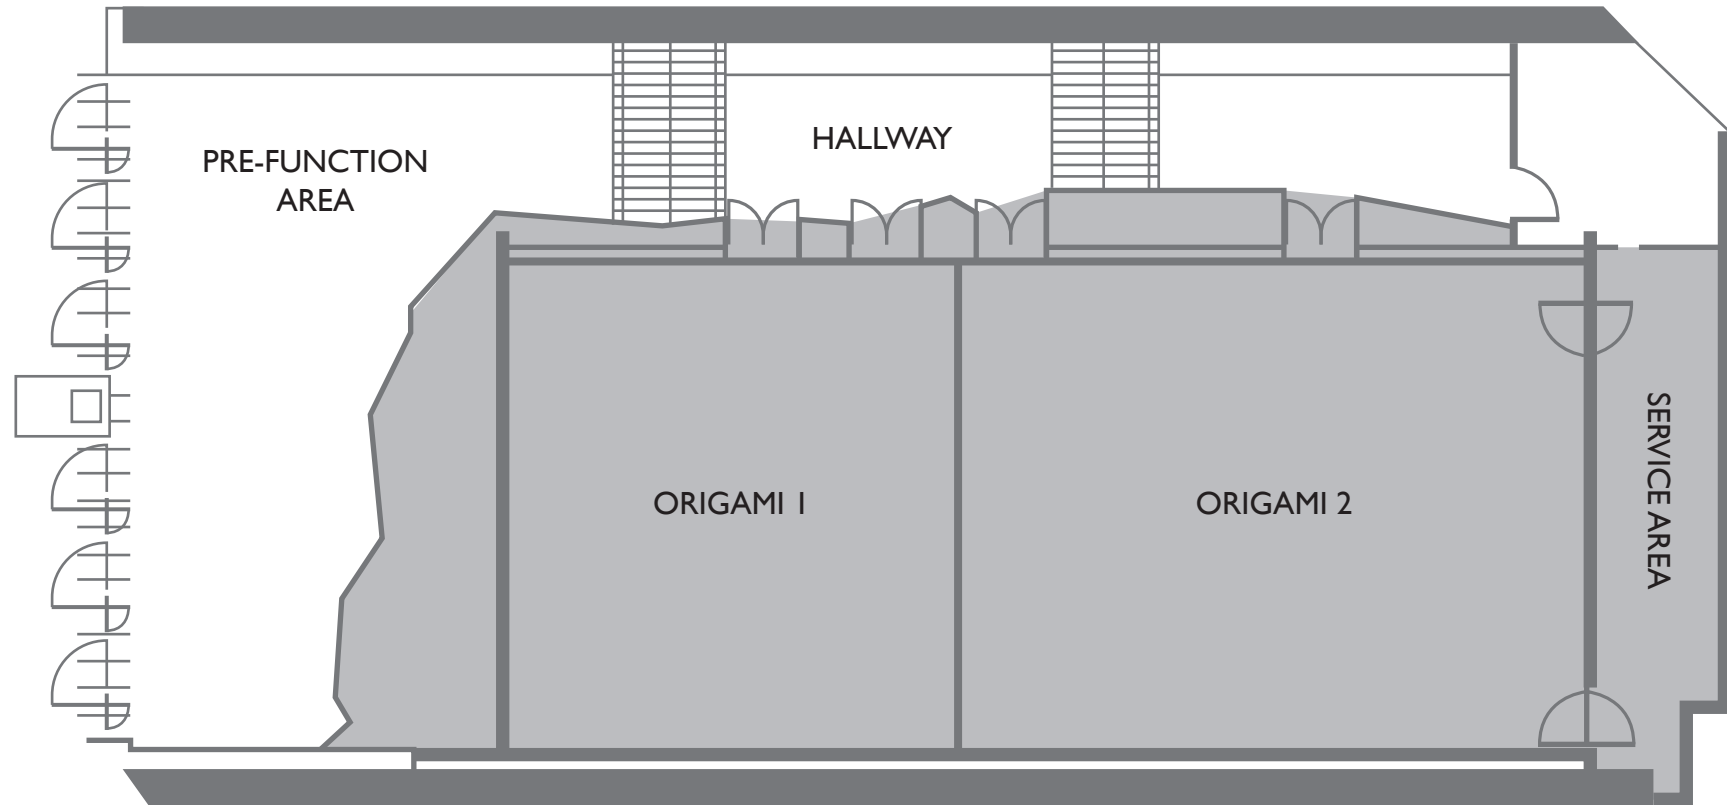 PRE-FUNCTION
AREA
HALLWAY
ORIGAMI 1
ORIGAMI 2
SERVICE AREA